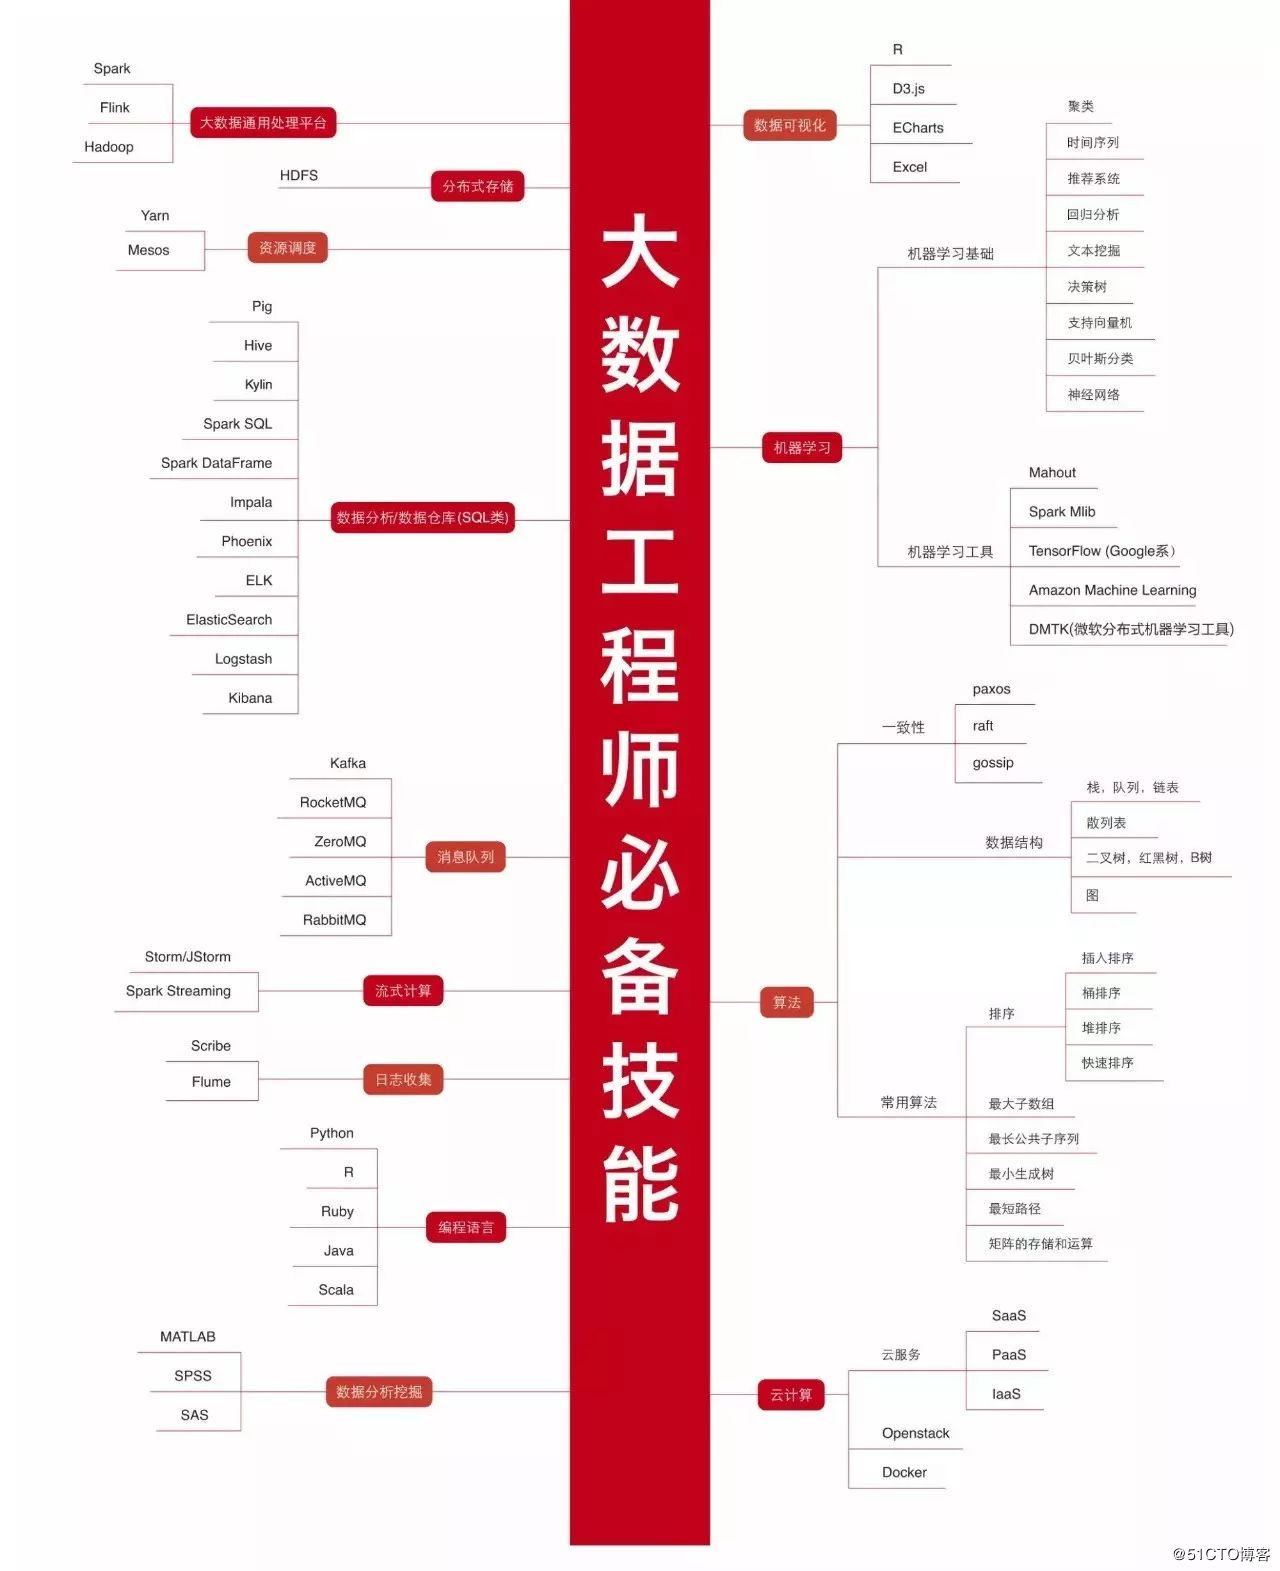 大数据工程师必备技能
Spark
Flink
Hadoop
大数据通用处理平台
HDFS
分布式存储
Yarn
Mesos
资源调度
Pig
Hive
Kylin
Spark SQL
Spark DataFrame
Impala
Phoenix
ELK
ElasticSearch
Logstash
Kibana
数据分析/数据仓库(SQL类)
Kafka
RocketMQ
ZeroMQ
ActiveMQ
RabbitMQ
消息队列
Storm/JStorm
Spark Streaming
流式计算
Scribe
Flume
日志收集
Python
R
Ruby
Java
Scala
编程语言
MATLAB
SPSS
SAS
数据分析挖掘
数据可视化
R
D3.js
ECharts
Excel
机器学习
机器学习基础
聚类
时间序列
推荐系统
回归分析
文本挖掘
决策树
支持向量机
贝叶斯分类
神经网络
机器学习工具
Mahout
Spark Mlib
TensorFlow (Google系）
Amazon Machine Learning
DMTK(微软分布式机器学习工具)
算法
一致性
paxos
raft
gossip
数据结构
栈，队列，链表
散列表
二叉树，红黑树，B树
图
常用算法
排序
插入排序
桶排序
堆排序
快速排序
最大子数组
最长公共子序列
最小生成树
最短路径
矩阵的存储和运算
云计算
云服务
SaaS
PaaS
IaaS
Openstack
Docker
@51CTO博客